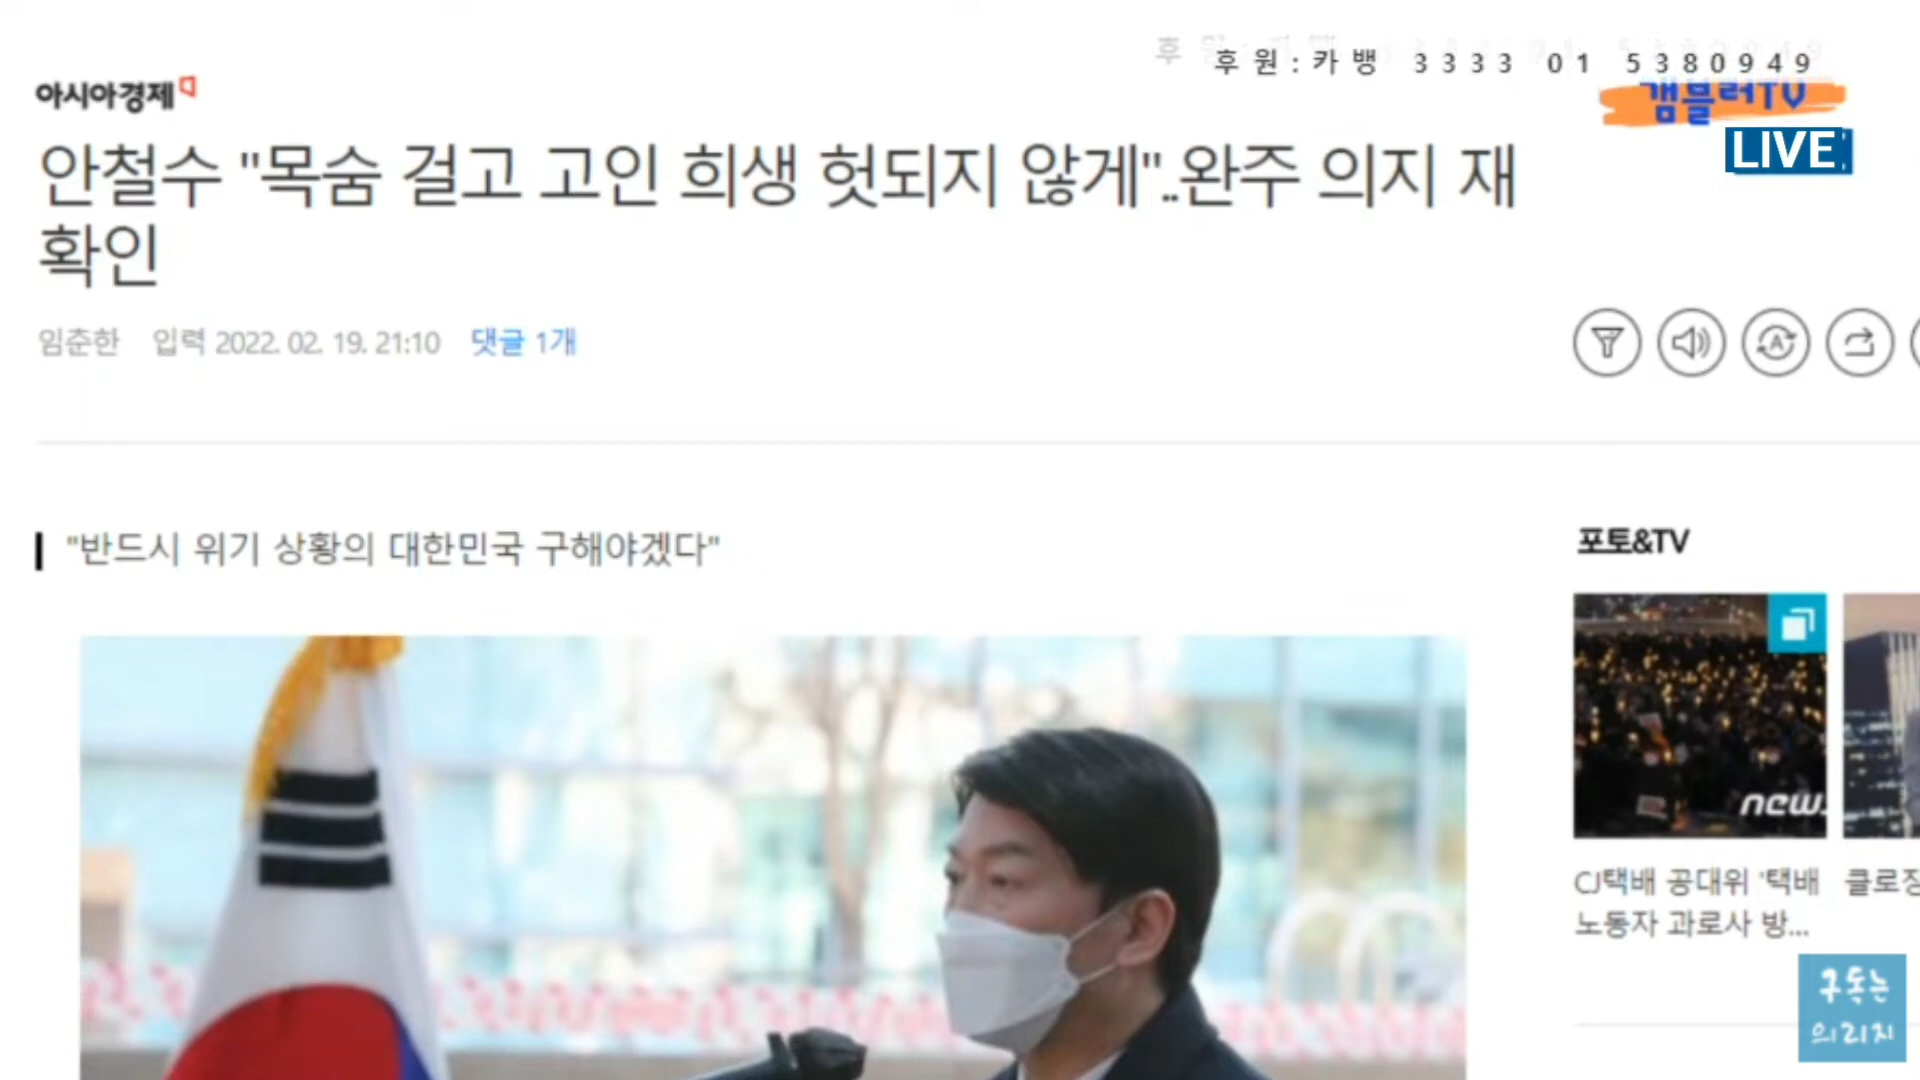 후원:카뱅 3333 01 5380949
아시아경제
갬블러TV
LIVE
안철수 "목숨 걸고 고인 희생 헛되지 않게"..완주 의지 재
확인
임춘한 입력 2022. 02. 19. 21:10 댓글 1개
"반드시 위기 상황의 대한민국 구해야겠다"
포토&TV
news
CJ택배 공대위 '택배
노동자 과로사 방...
클로징
구독는
의리지